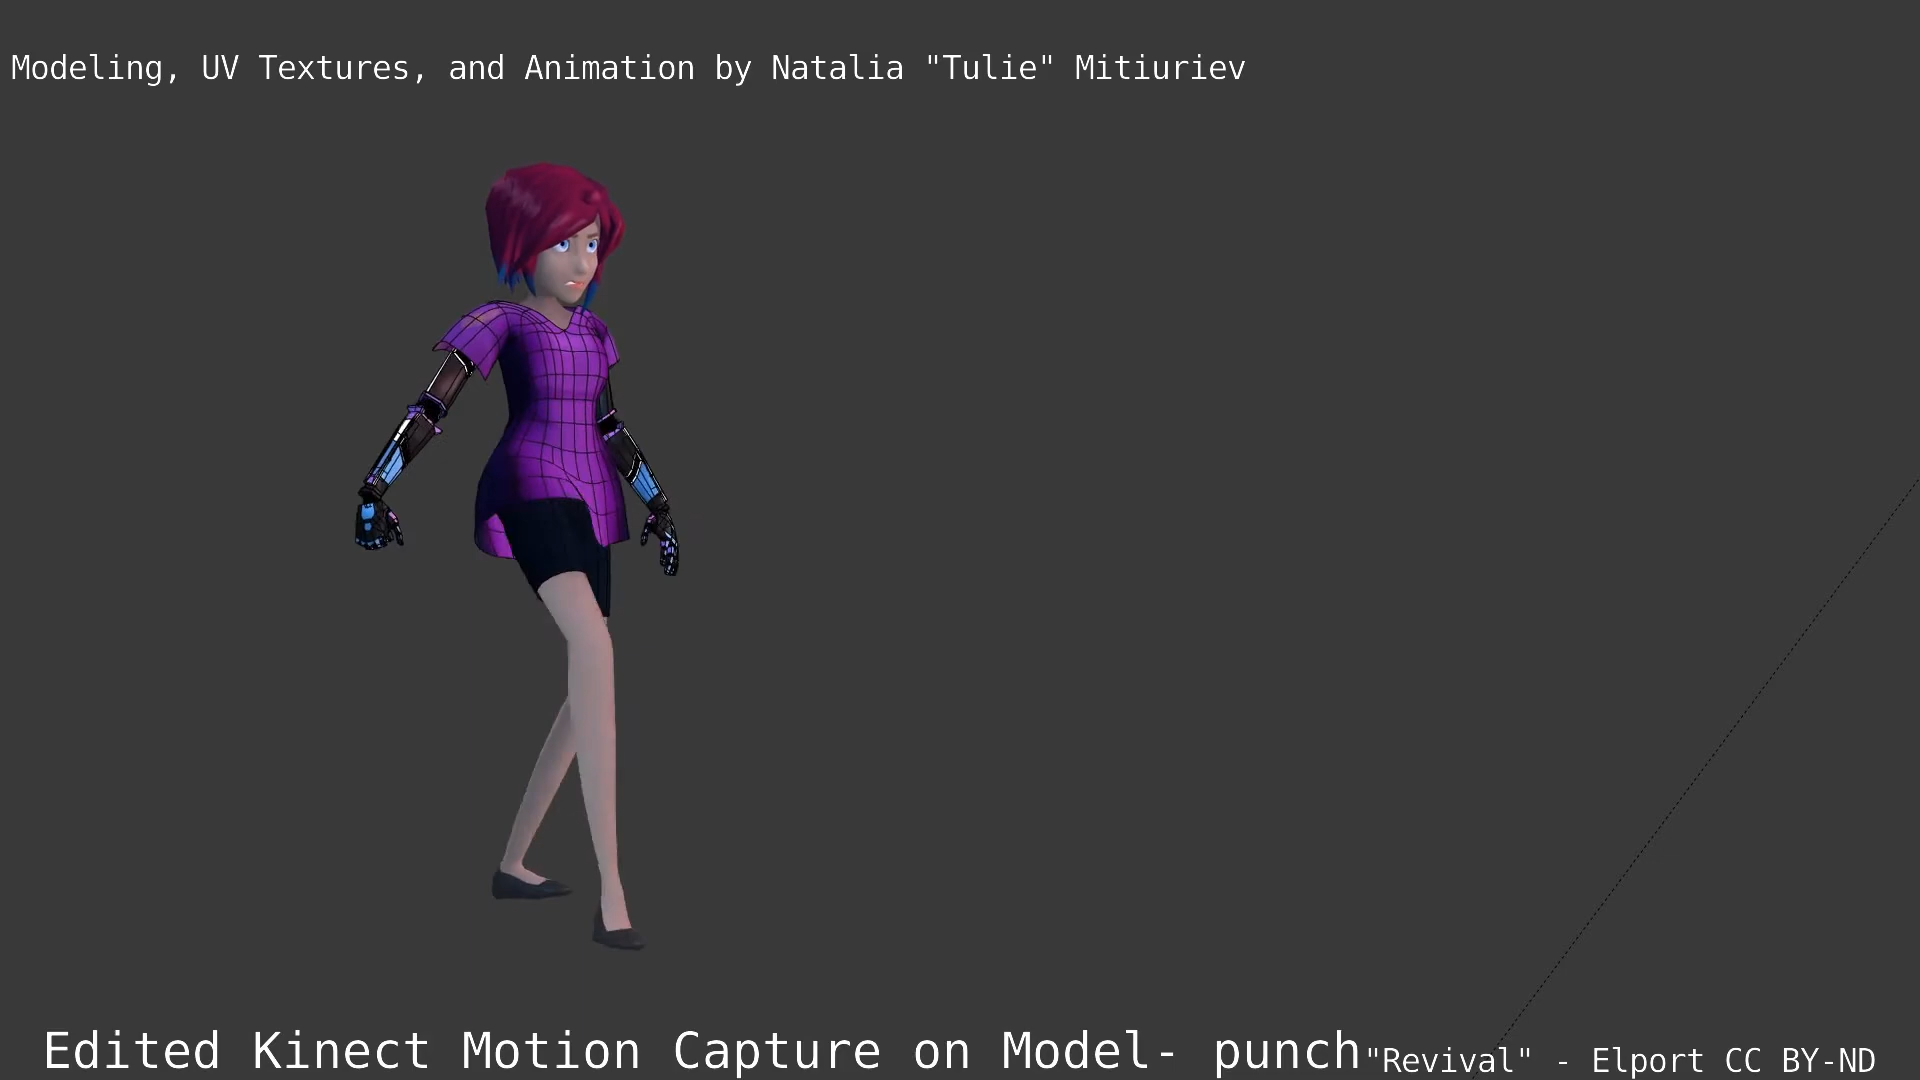 Modeling, UV Textures, and Animation by Natalia "Tulie" Mitiuriev
Edited Kinect Motion Capture on Model- punch
"Revival" - Elport CC BY-ND